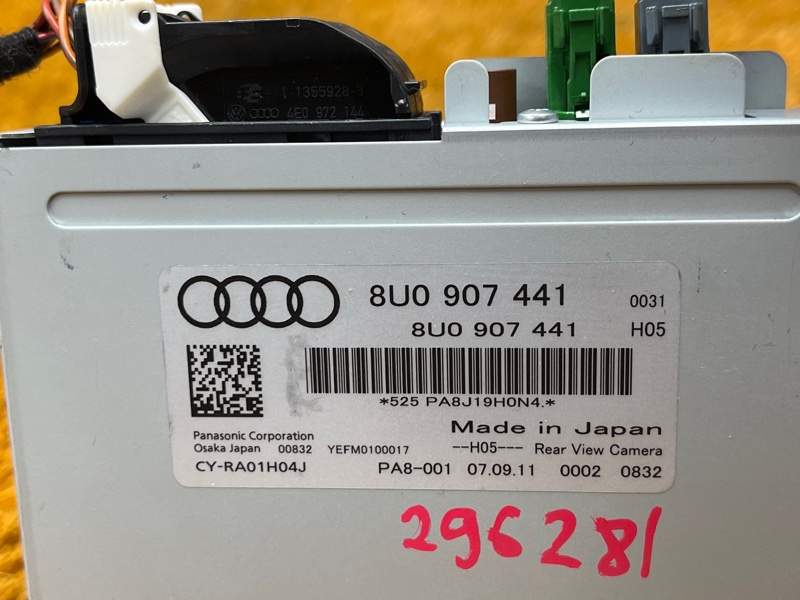 1-1355928-3
4E0 972 144
8U0 907 441 0031
8U0 907 441 H05
*525 PA8J19H0N4.*
Made in Japan
Panasonic Corporation
Osaka Japan 00832 YEFM0100017 --H05--- Rear View Camera
CY-RA01H04J PA8-001 07.09.11 0002 0832
296281